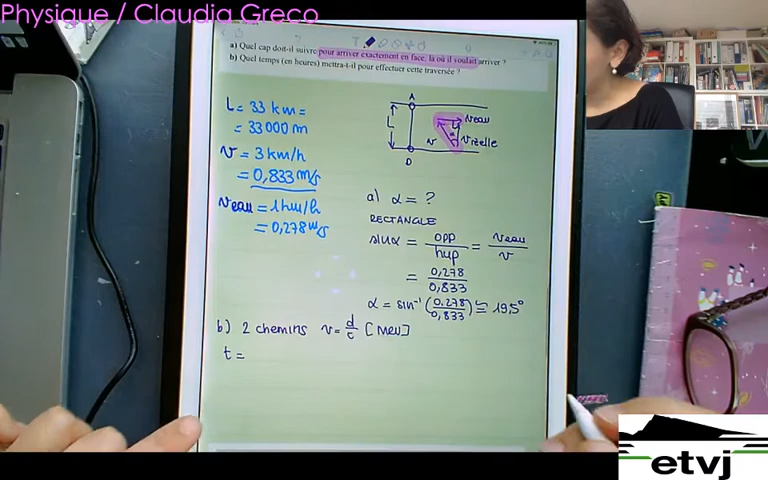 Physique / Claudia Greco
a) Quel cap doit-il suivre pour arriver exactement en face, là où il voulait arriver ?
b) Quel temps (en heures) mettra-t-il pour effectuer cette traversée ?
L = 33 km =
= 33 000 m
v = 3 km/h
= 0,833 m/s
veau = 1 km/h
= 0,278 m/s
A
L
D
veau
v
vréelle
a) α = ?
RECTANGLE
sin α = opp / hyp = veau / v
= 0,278 / 0,833
α = sin⁻¹ (0.278 / 0,833) ≅ 19,5°
b) 2 chemins v = d / t [MRU]
t =
etvj